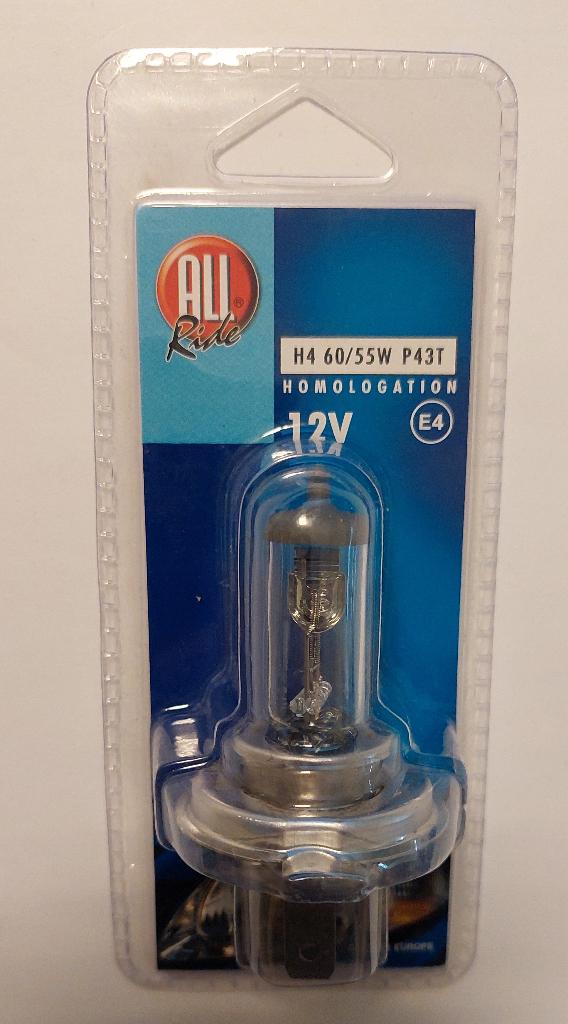 ALL
Ride
®
H4 60/55W P43T
HOMOLOGATION
12V
E4
EUROPE